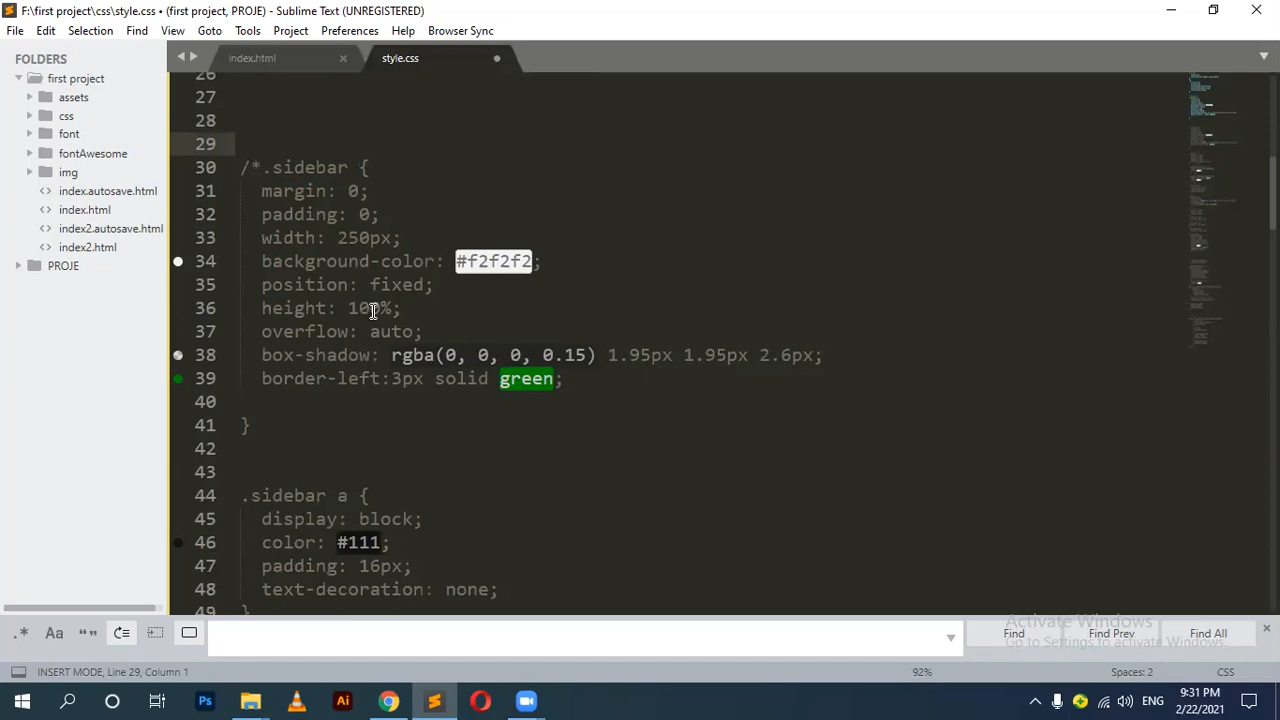 F:\first project\css\style.css • (first project, PROJE) - Sublime Text (UNREGISTERED)
File Edit Selection Find View Goto Tools Project Preferences Help Browser Sync
FOLDERS
first project
assets
css
font
fontAwesome
img
index.autosave.html
index.html
index2.autosave.html
index2.html
PROJE
index.html
style.css
26
27
28
29
30 /*.sidebar {
31 margin: 0;
32 padding: 0;
33 width: 250px;
34 background-color: #f2f2f2;
35 position: fixed;
36 height: 100%;
37 overflow: auto;
38 box-shadow: rgba(0, 0, 0, 0.15) 1.95px 1.95px 2.6px;
39 border-left:3px solid green;
40
41 }
42
43
44 .sidebar a {
45 display: block;
46 color: #111;
47 padding: 16px;
48 text-decoration: none;
49 }
.* Aa “” Find Find Prev Find All
Activate Windows
Go to Settings to activate Windows.
INSERT MODE, Line 29, Column 1 92% Spaces: 2 CSS
Ps Ai ENG 9:31 PM
2/22/2021